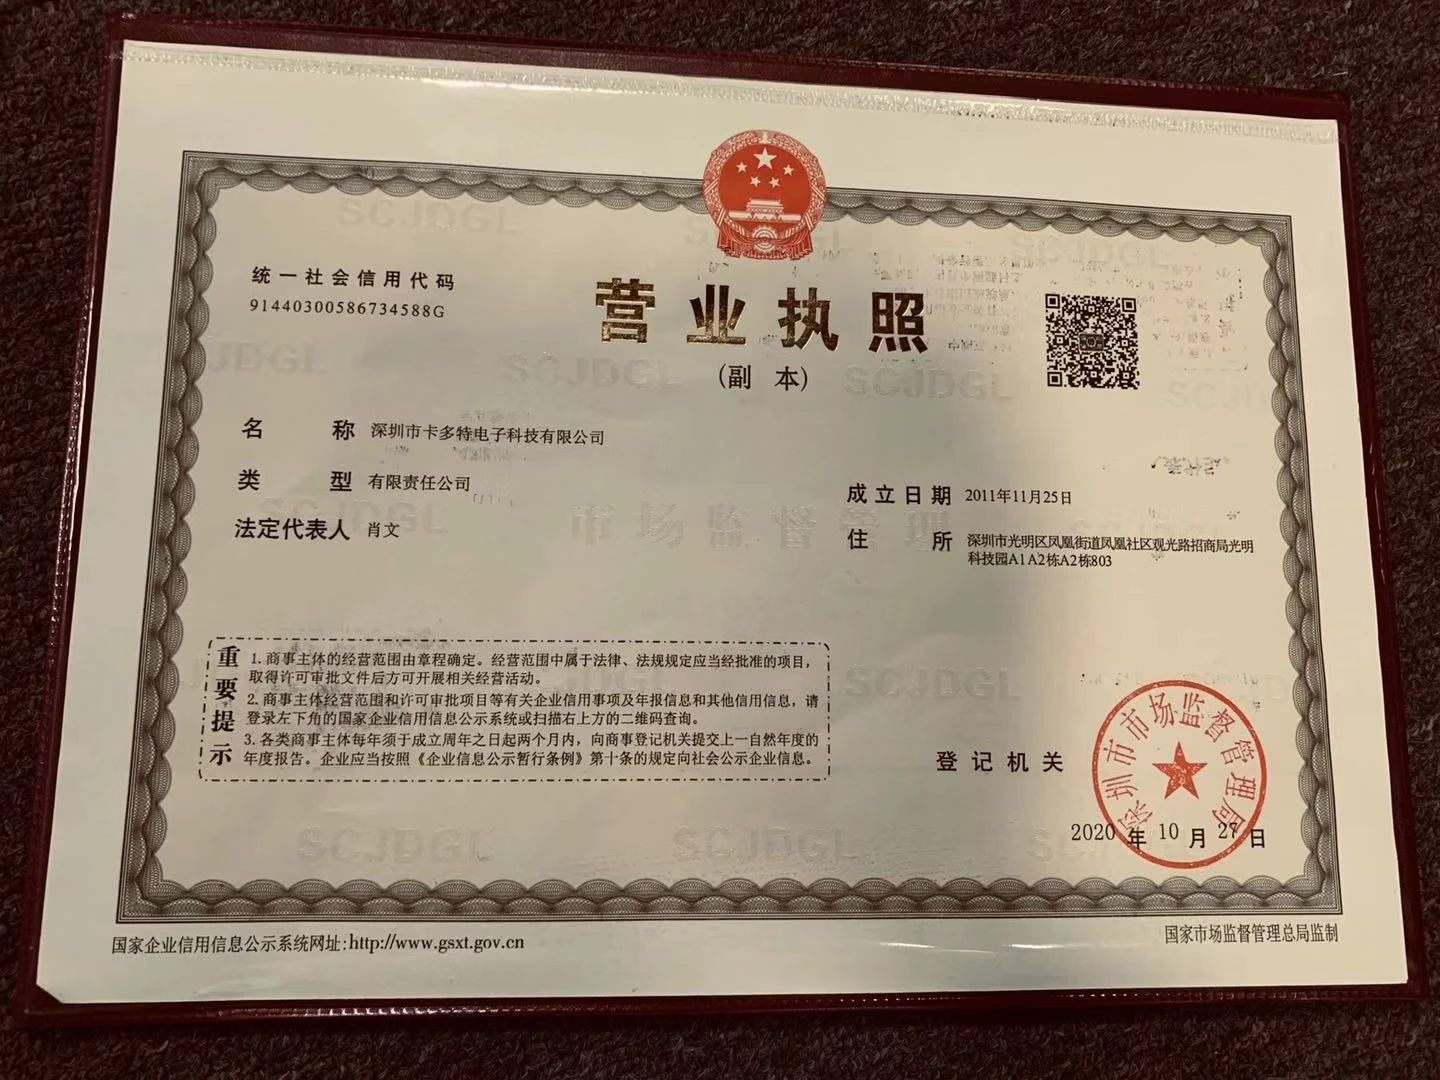 统一社会信用代码
91440300586734588G
营业执照
(副 本)
名 称 深圳市卡多特电子科技有限公司
类 型 有限责任公司
法定代表人 肖文
成立日期 2011年11月25日
住 所 深圳市光明区凤凰街道凤凰社区观光路招商局光明
科技园A1A2栋A2栋803
重要提示
1. 商事主体的经营范围由章程确定。经营范围中属于法律、法规规定应当经批准的项目,
取得许可审批文件后方可开展相关经营活动。
2. 商事主体经营范围和许可审批项目等有关企业信用事项及年报信息和其他信用信息,请
登录左下角的国家企业信用信息公示系统或扫描右上方的二维码查询。
3. 各类商事主体每年须于成立周年之日起两个月内,向商事登记机关提交上一自然年度的
年度报告。企业应当按照《企业信息公示暂行条例》第十条的规定向社会公示企业信息。
登记机关
深圳市市场监督管理局
2020 年 10 月 27 日
国家企业信用信息公示系统网址:http://www.gsxt.gov.cn
国家市场监督管理总局监制
SCJDGL
市场监督管理